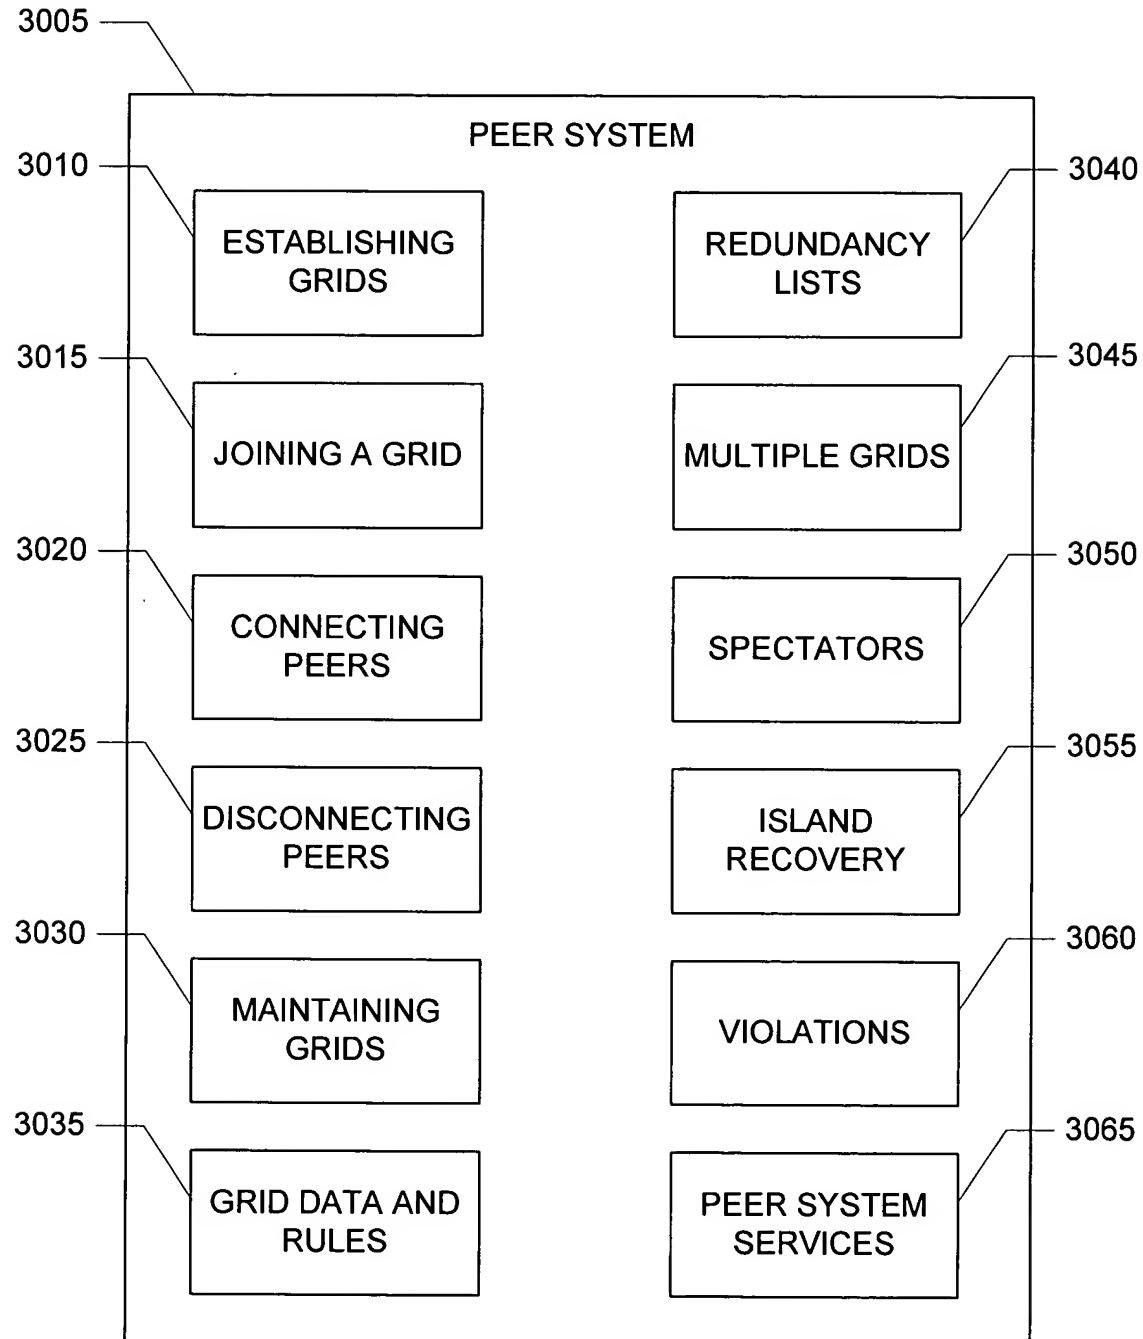 3005
PEER SYSTEM
3010
ESTABLISHING
GRIDS
3015
JOINING A GRID
3020
CONNECTING
PEERS
3025
DISCONNECTING
PEERS
3030
MAINTAINING
GRIDS
3035
GRID DATA AND
RULES
3040
REDUNDANCY
LISTS
3045
MULTIPLE GRIDS
3050
SPECTATORS
3055
ISLAND
RECOVERY
3060
VIOLATIONS
3065
PEER SYSTEM
SERVICES